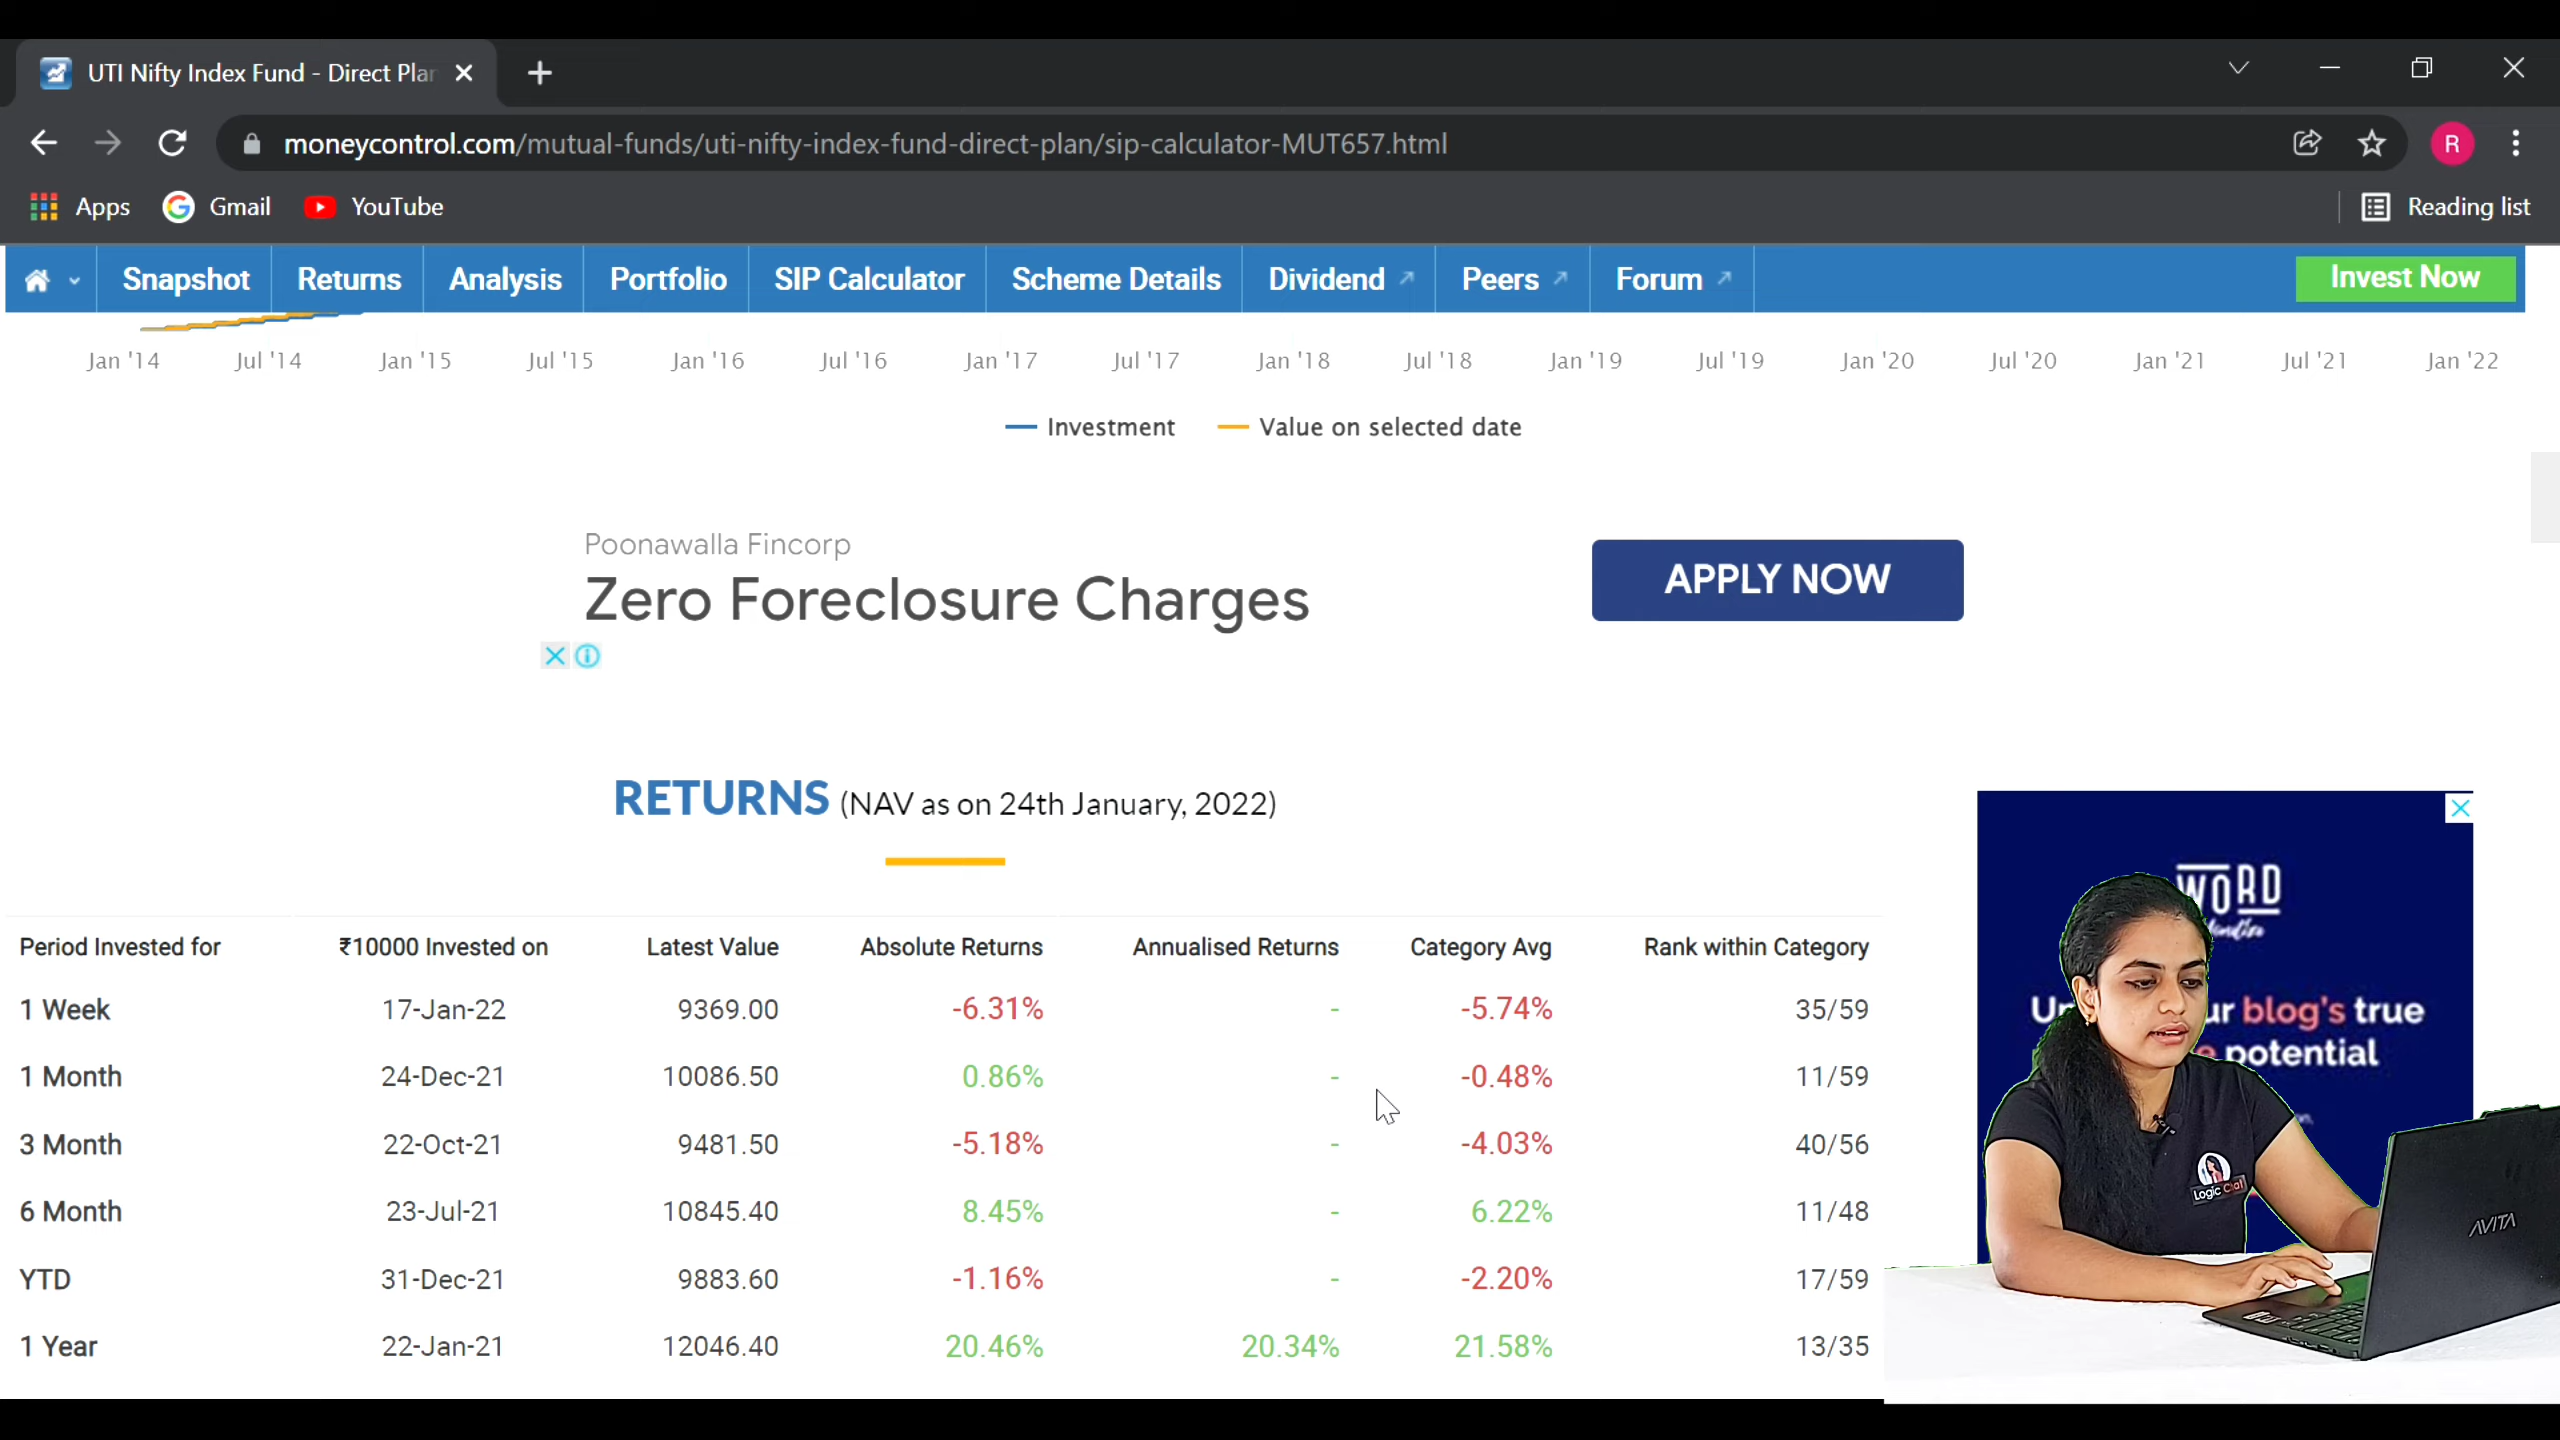 UTI Nifty Index Fund - Direct Plan
moneycontrol.com/mutual-funds/uti-nifty-index-fund-direct-plan/sip-calculator-MUT657.html
R
Apps Gmail YouTube Reading list
Snapshot Returns Analysis Portfolio SIP Calculator Scheme Details Dividend Peers Forum Invest Now
Jan '14 Jul '14 Jan '15 Jul '15 Jan '16 Jul '16 Jan '17 Jul '17 Jan '18 Jul '18 Jan '19 Jul '19 Jan '20 Jul '20 Jan '21 Jul '21 Jan '22
Investment Value on selected date
Poonawalla Fincorp
Zero Foreclosure Charges
APPLY NOW
RETURNS (NAV as on 24th January, 2022)
Period Invested for ₹10000 Invested on Latest Value Absolute Returns Annualised Returns Category Avg Rank within Category
1 Week 17-Jan-22 9369.00 -6.31% - -5.74% 35/59
1 Month 24-Dec-21 10086.50 0.86% - -0.48% 11/59
3 Month 22-Oct-21 9481.50 -5.18% - -4.03% 40/56
6 Month 23-Jul-21 10845.40 8.45% - 6.22% 11/48
YTD 31-Dec-21 9883.60 -1.16% - -2.20% 17/59
1 Year 22-Jan-21 12046.40 20.46% 20.34% 21.58% 13/35
WORD
blog's true
potential
Logic Chat
AVITA